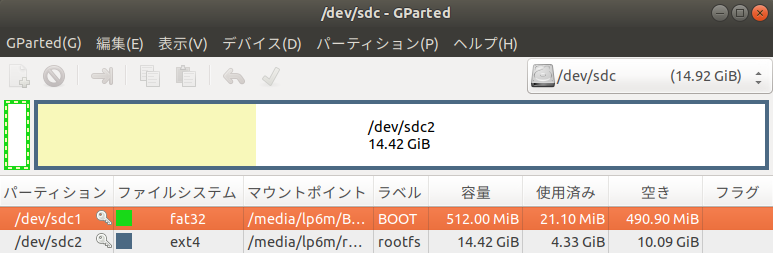 /dev/sdc - GParted
GParted(G) 編集(E) 表示(V) デバイス(D) パーティション(P) ヘルプ(H)
/dev/sdc (14.92 GiB)
/dev/sdc2
14.42 GiB
パーティション ファイルシステム マウントポイント ラベル 容量 使用済み 空き フラグ
/dev/sdc1 fat32 /media/lp6m/B... BOOT 512.00 MiB 21.10 MiB 490.90 MiB
/dev/sdc2 ext4 /media/lp6m/r... rootfs 14.42 GiB 4.33 GiB 10.09 GiB